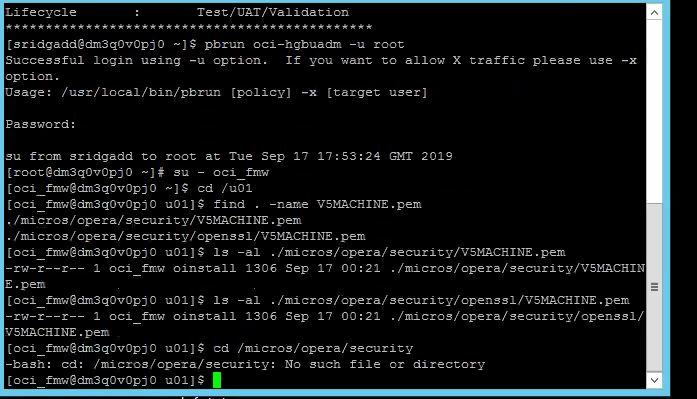 Lifecycle : Test/UAT/Validation
************************************************
[sridgadd@dm3q0v0pj0 ~]$ pbrun oci-hgbuadm -u root
Successful login using -u option. If you want to allow X traffic please use -x
option.
Usage: /usr/local/bin/pbrun [policy] -x [target user]
Password:
su from sridgadd to root at Tue Sep 17 17:53:24 GMT 2019
[root@dm3q0v0pj0 ~]# su - oci_fmw
[oci_fmw@dm3q0v0pj0 ~]$ cd /u01
[oci_fmw@dm3q0v0pj0 u01]$ find . -name V5MACHINE.pem
./micros/opera/security/V5MACHINE.pem
./micros/opera/security/openssl/V5MACHINE.pem
[oci_fmw@dm3q0v0pj0 u01]$ ls -al ./micros/opera/security/V5MACHINE.pem
-rw-r--r-- 1 oci_fmw oinstall 1306 Sep 17 00:21 ./micros/opera/security/V5MACHIN
E.pem
[oci_fmw@dm3q0v0pj0 u01]$ ls -al ./micros/opera/security/openssl/V5MACHINE.pem
-rw-r--r-- 1 oci_fmw oinstall 1306 Sep 17 00:21 ./micros/opera/security/openssl/
V5MACHINE.pem
[oci_fmw@dm3q0v0pj0 u01]$ cd /micros/opera/security
-bash: cd: /micros/opera/security: No such file or directory
[oci_fmw@dm3q0v0pj0 u01]$